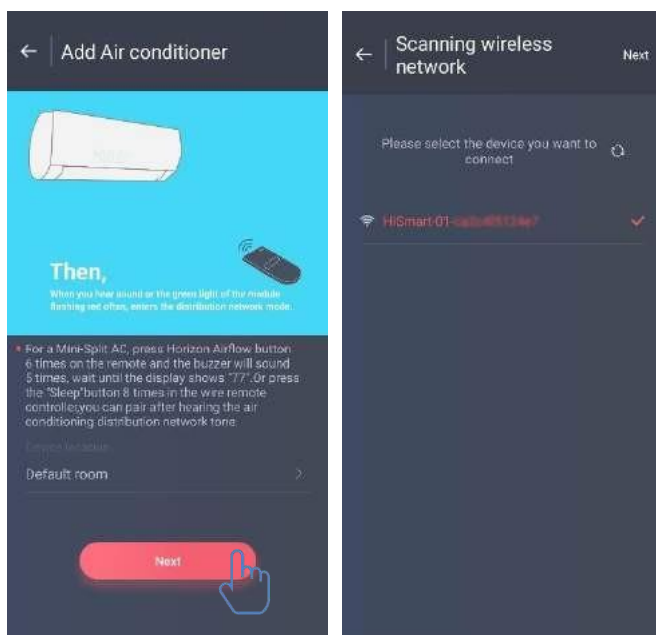 Add Air conditioner
Then,
When you hear sound or the green light of the module
flashing red often, enters the distribution network mode.
For a Mini-Split AC, press Horizon Airflow button
6 times on the remote and the buzzer will sound
5 times, wait until the display shows "77".Or press
the "Sleep"button 8 times in the wire remote
controller,you can pair after hearing the air
conditioning distribution network tone
Device location
Default room
Next
Scanning wireless
network
Next
Please select the device you want to
connect
HiSmart-01-